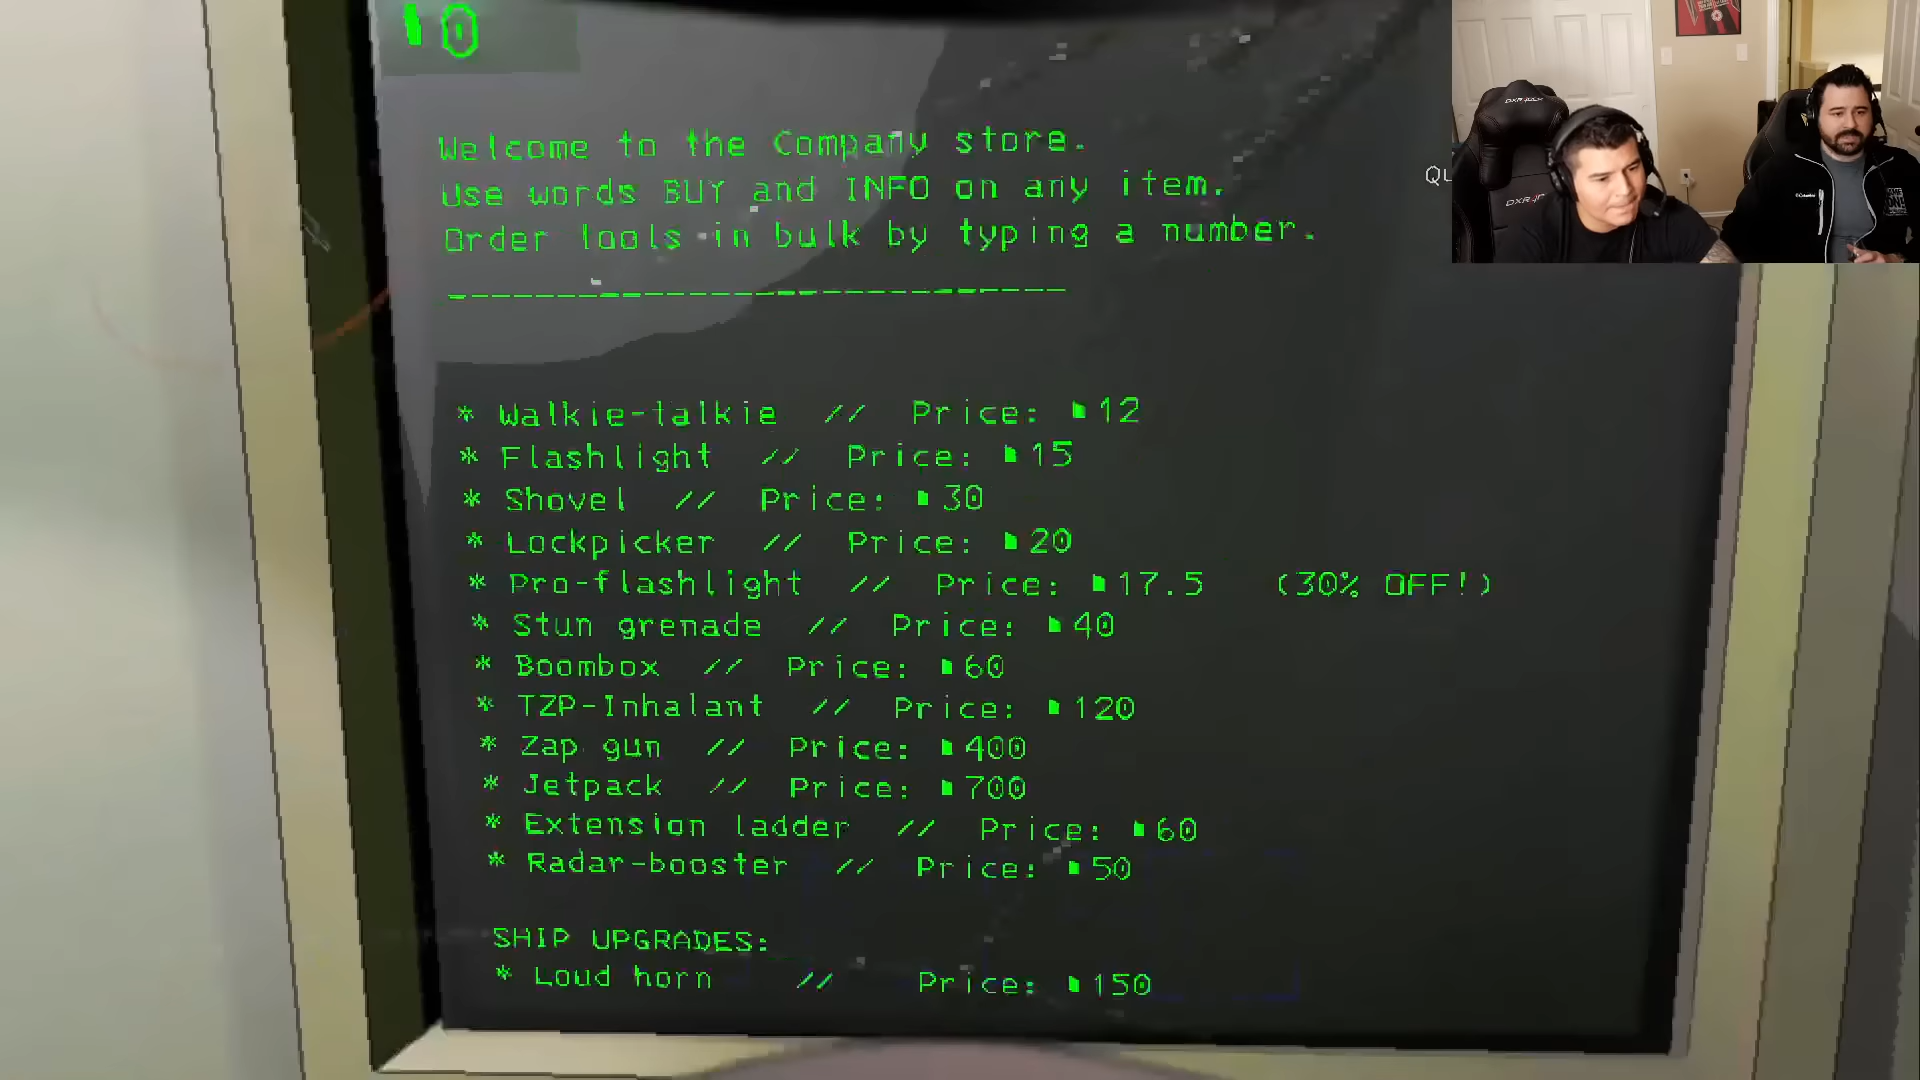 0
Welcome to the Company store.
Use words BUY and INFO on any item.
Order tools in bulk by typing a number.
* Walkie-talkie // Price: 12
* Flashlight // Price: 15
* Shovel // Price: 30
* Lockpicker // Price: 20
* Pro-flashlight // Price: 17.5 (30% OFF!)
* Stun grenade // Price: 40
* Boombox // Price: 60
* TZP-Inhalant // Price: 120
* Zap gun // Price: 400
* Jetpack // Price: 700
* Extension ladder // Price: 60
* Radar-booster // Price: 50
SHIP UPGRADES:
* Loud horn // Price: 150